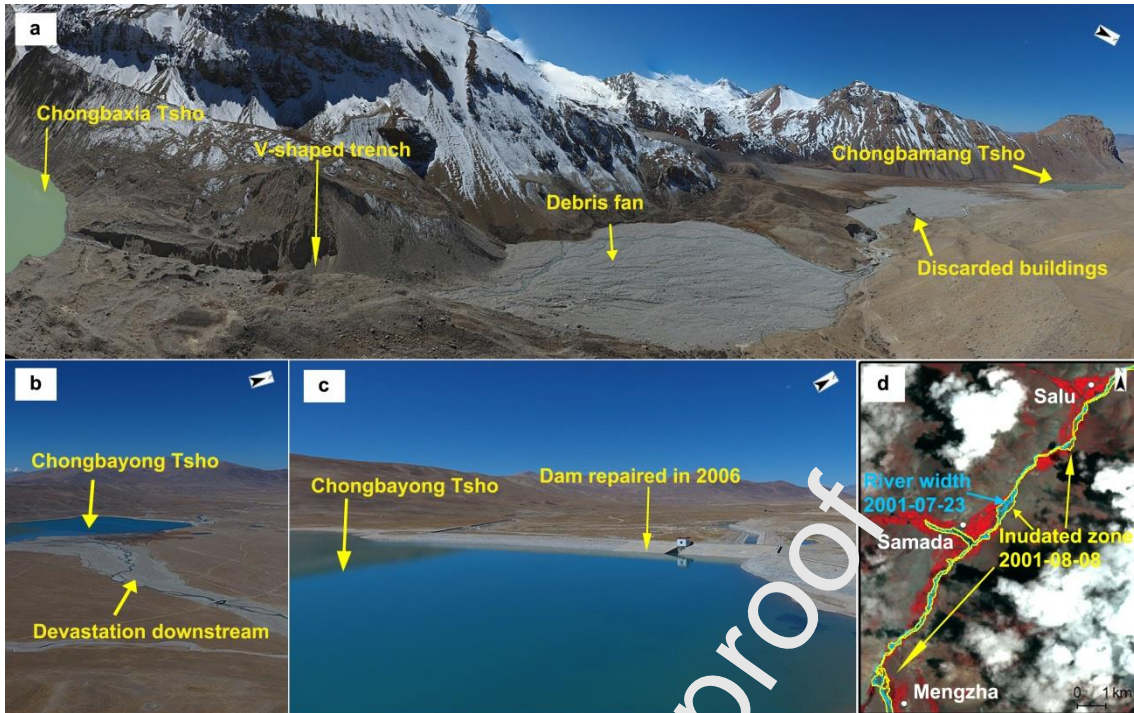 a
Chongbaxia Tsho
V-shaped trench
Debris fan
Chongbamang Tsho
Discarded buildings
b
Chongbayong Tsho
Devastation downstream
c
Chongbayong Tsho
Dam repaired in 2006
d
Salu
River width
2001-07-23
Samada
Inudated zone
2001-08-08
Mengzha
0 1 km
proof